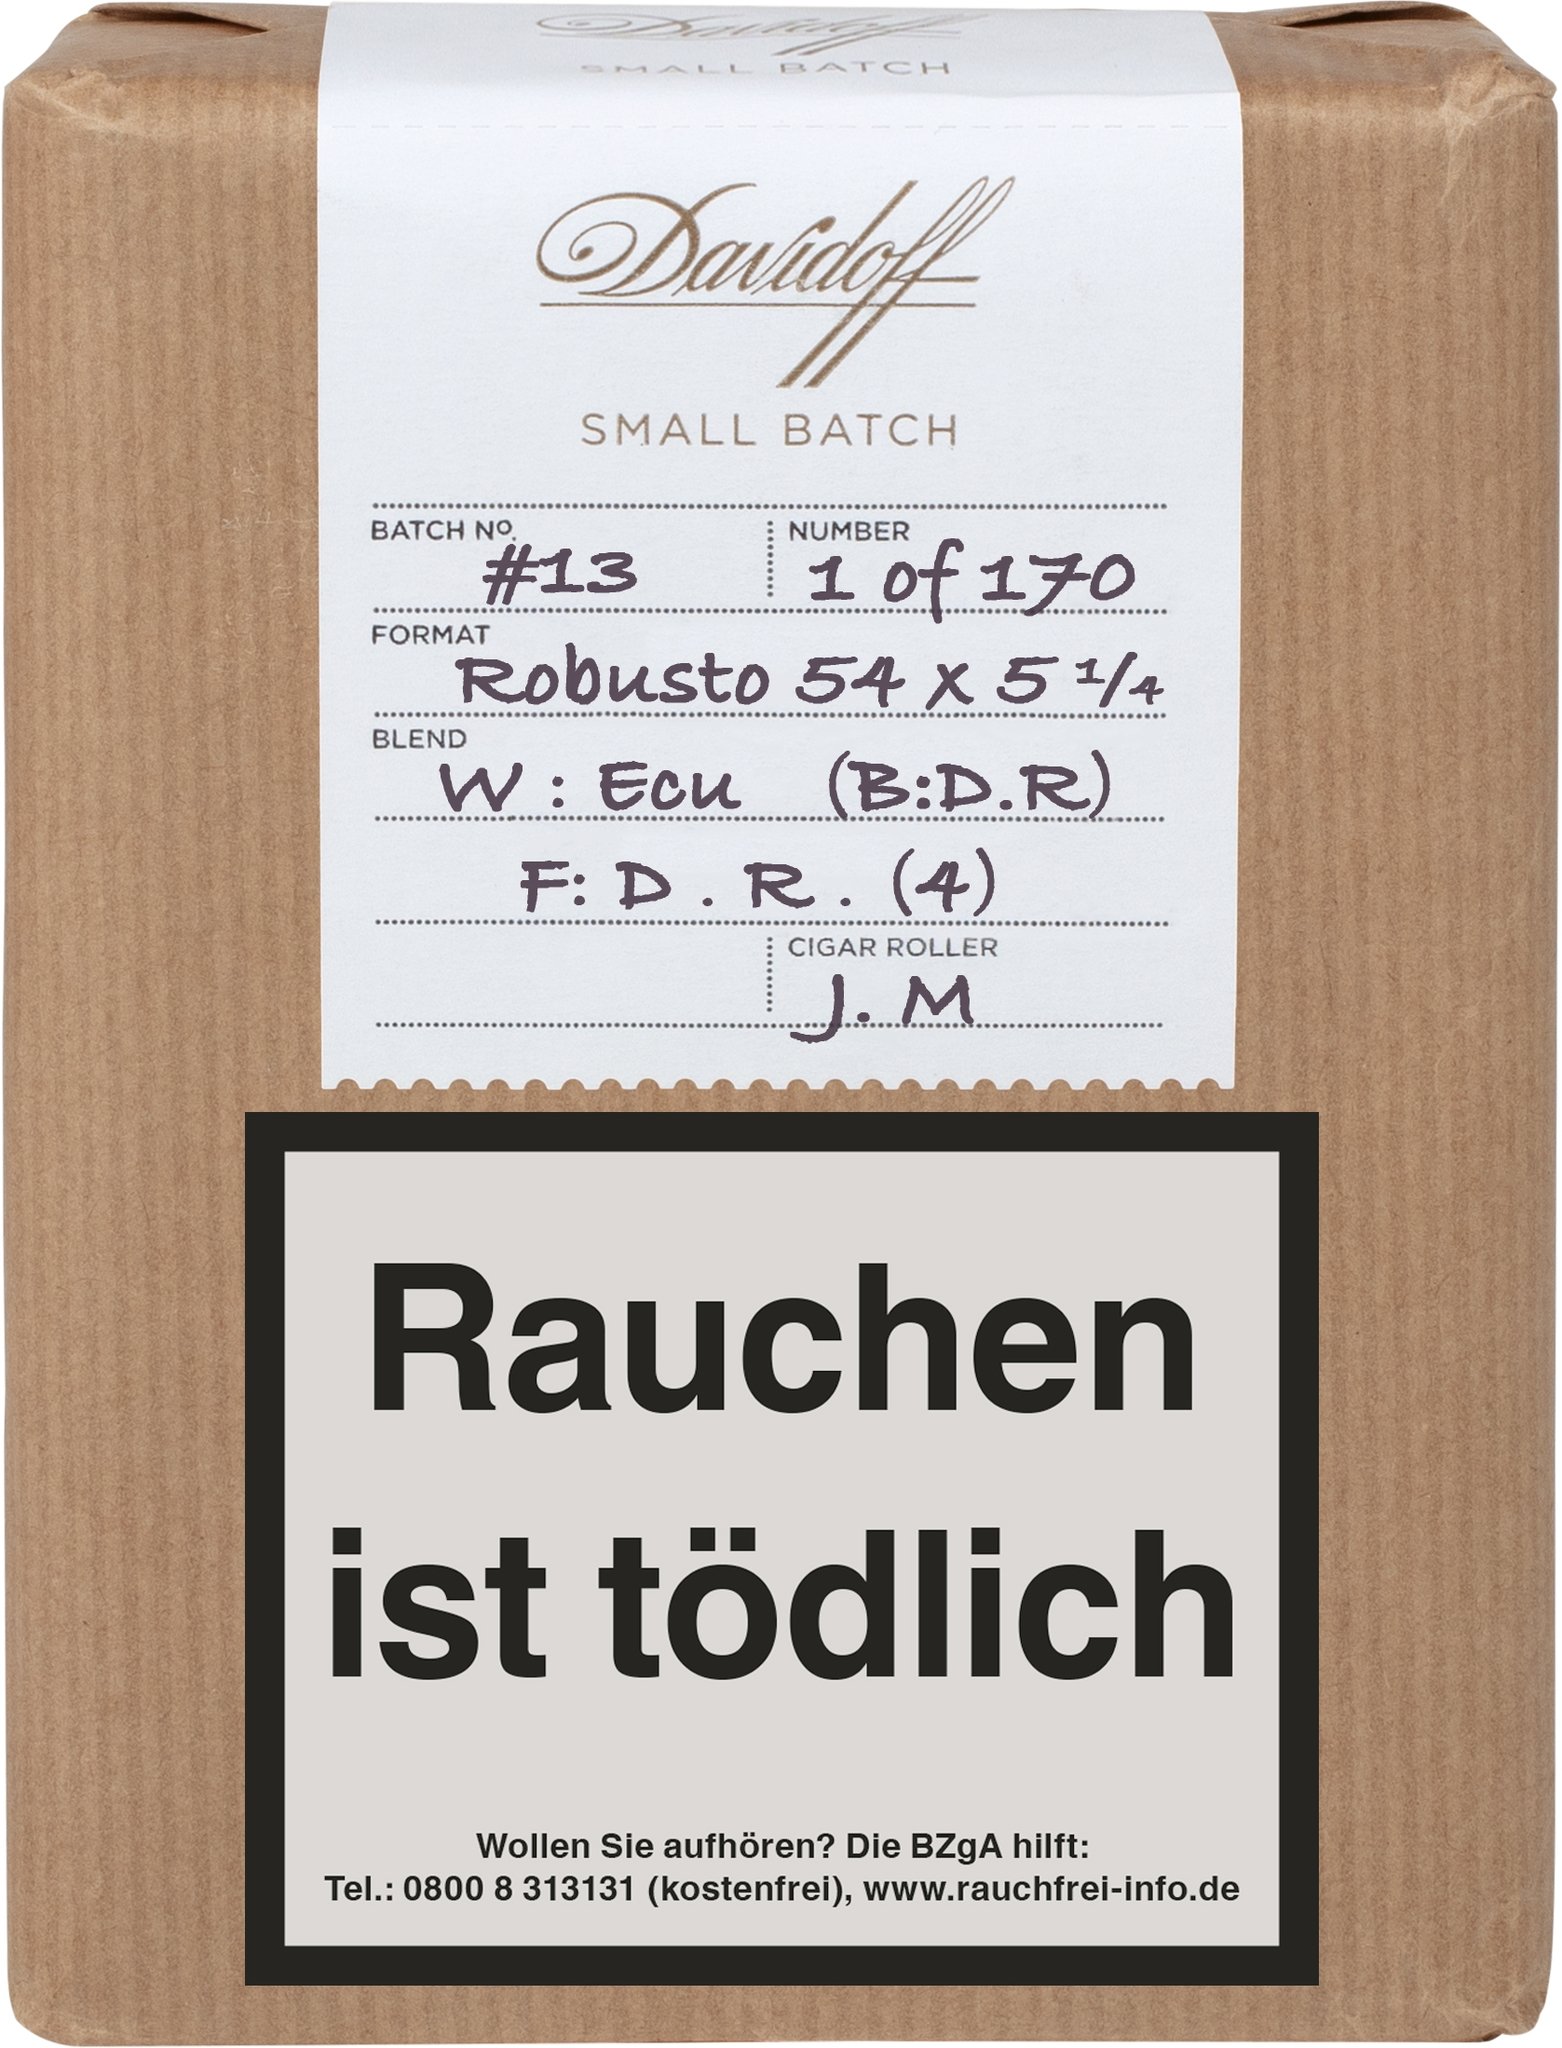 Davidoff
SMALL BATCH
Davidoff
SMALL BATCH
BATCH Nº. NUMBER
#13 1 of 170
FORMAT
Robusto 54 x 5 1/4
BLEND
W : Ecu (B:D.R)
F: D . R . (4)
CIGAR ROLLER
J. M
Rauchen
ist tödlich
Wollen Sie aufhören? Die BZgA hilft:
Tel.: 0800 8 313131 (kostenfrei), www.rauchfrei-info.de